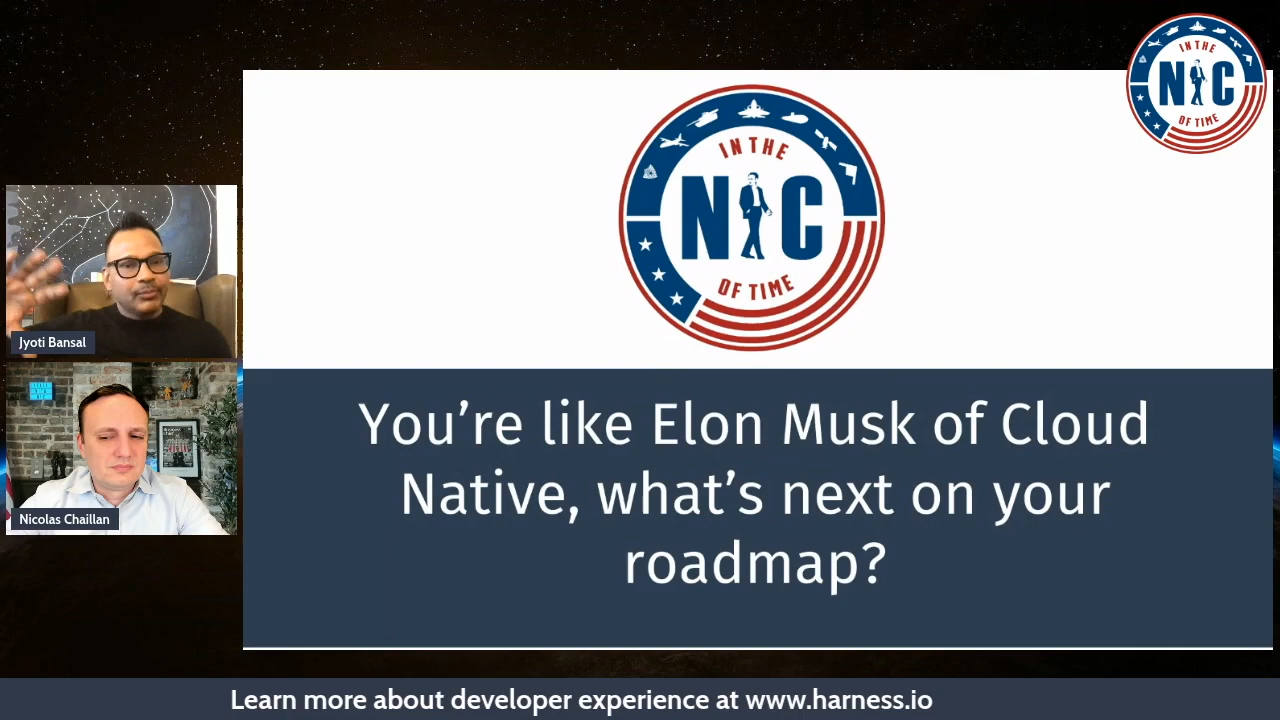 IN THE
NIC
OF TIME
IN THE
NIC
OF TIME
Jyoti Bansal
Nicolas Chaillan
You're like Elon Musk of Cloud
Native, what's next on your
roadmap?
Learn more about developer experience at www.harness.io